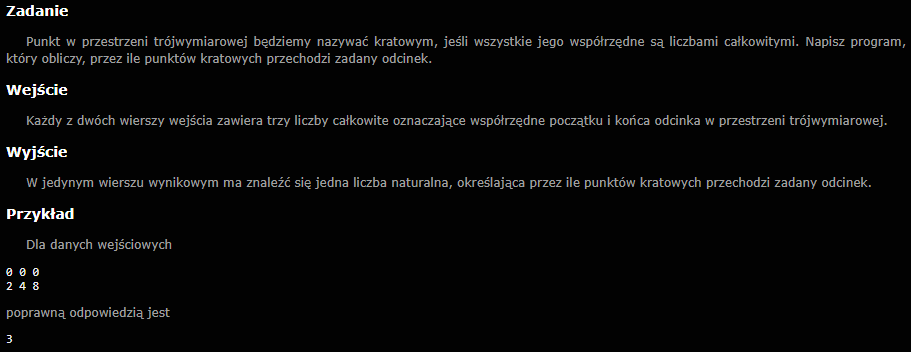 Zadanie
Punkt w przestrzeni trójwymiarowej będziemy nazywać kratowym, jeśli wszystkie jego współrzędne są liczbami całkowitymi. Napisz program,
który obliczy, przez ile punktów kratowych przechodzi zadany odcinek.
Wejście
Każdy z dwóch wierszy wejścia zawiera trzy liczby całkowite oznaczające współrzędne początku i końca odcinka w przestrzeni trójwymiarowej.
Wyjście
W jedynym wierszu wynikowym ma znaleźć się jedna liczba naturalna, określająca przez ile punktów kratowych przechodzi zadany odcinek.
Przykład
Dla danych wejściowych
0 0 0
2 4 8
poprawną odpowiedzią jest
3